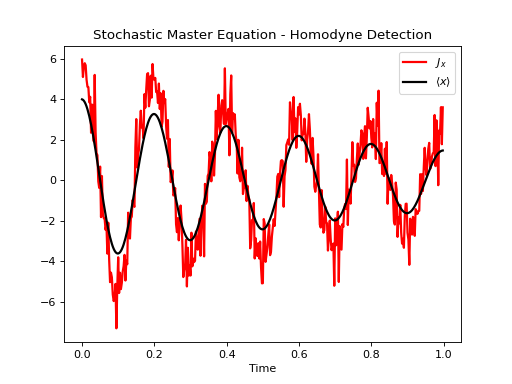 Stochastic Master Equation - Homodyne Detection
J_x
⟨x⟩
6
4
2
0
−2
−4
−6
0.0 0.2 0.4 0.6 0.8 1.0
Time